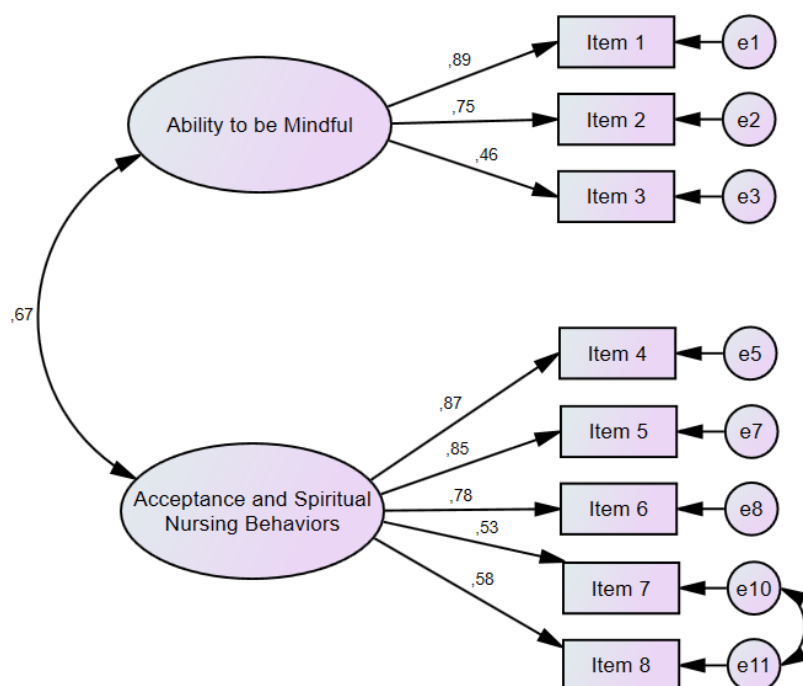 Item 1
e1
,89
Ability to be Mindful
,75
Item 2
e2
,46
Item 3
e3
,67
Item 4
e5
,87
Item 5
e7
,85
Acceptance and Spiritual
Nursing Behaviors
,78
Item 6
e8
,53
Item 7
e10
,58
Item 8
e11